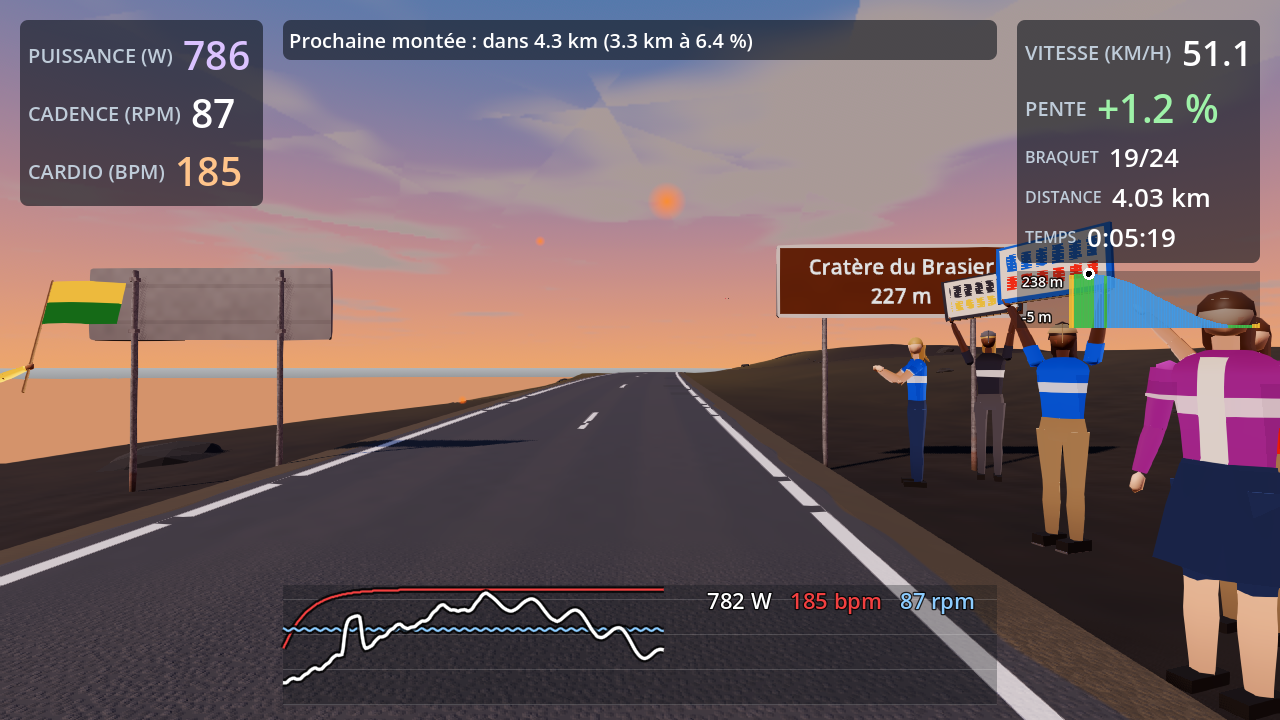 PUISSANCE (W) 786
CADENCE (RPM) 87
CARDIO (BPM) 185
Prochaine montée : dans 4.3 km (3.3 km à 6.4 %)
VITESSE (KM/H) 51.1
PENTE +1.2 %
BRAQUET 19/24
DISTANCE 4.03 km
TEMPS 0:05:19
238 m
-5 m
Cratère du Brasier
227 m
782 W 185 bpm 87 rpm